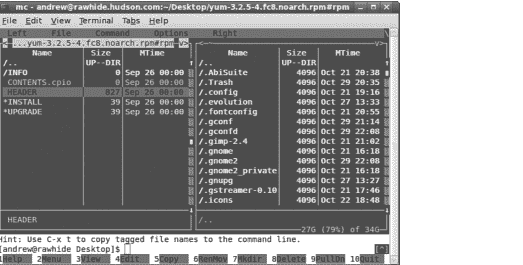 mc - andrew@rawhide.hudson.com:~/Desktop/yum-3.2.5-4.fc8.noarch.rpm#rpm
File Edit View Terminal Tabs Help
Left File Command Options Right
...yum-3.2.5-4.fc8.noarch.rpm#rpm
Name Size MTime
/.. UP--DIR
/INFO 0 Sep 26 00:00
CONTENTS.cpio 0 Sep 26 00:00
HEADER 827 Sep 26 00:00
*INSTALL 39 Sep 26 00:00
*UPGRADE 39 Sep 26 00:00
HEADER
Name Size MTime
/.. UP--DIR
/.AbiSuite 4096 Oct 21 20:38
/.Trash 4096 Oct 29 20:35
/.config 4096 Oct 21 19:16
/.evolution 4096 Oct 27 13:33
/.fontconfig 4096 Oct 21 20:55
/.gconf 4096 Oct 29 21:14
/.gconfd 4096 Oct 29 22:08
/.gimp-2.4 4096 Oct 21 21:02
/.gnome 4096 Oct 21 16:18
/.gnome2 4096 Oct 29 22:08
/.gnome2_private 4096 Oct 21 16:18
/.gnupg 4096 Oct 27 13:27
/.gstreamer-0.10 4096 Oct 21 17:46
/.icons 4096 Oct 22 18:48
/..
27G (79%) of 34G
Hint: Use C-x t to copy tagged file names to the command line.
[andrew@rawhide Desktop]$ [^]
1Help 2Menu 3View 4Edit 5Copy 6RenMov 7Mkdir 8Delete 9PullDn 10Quit